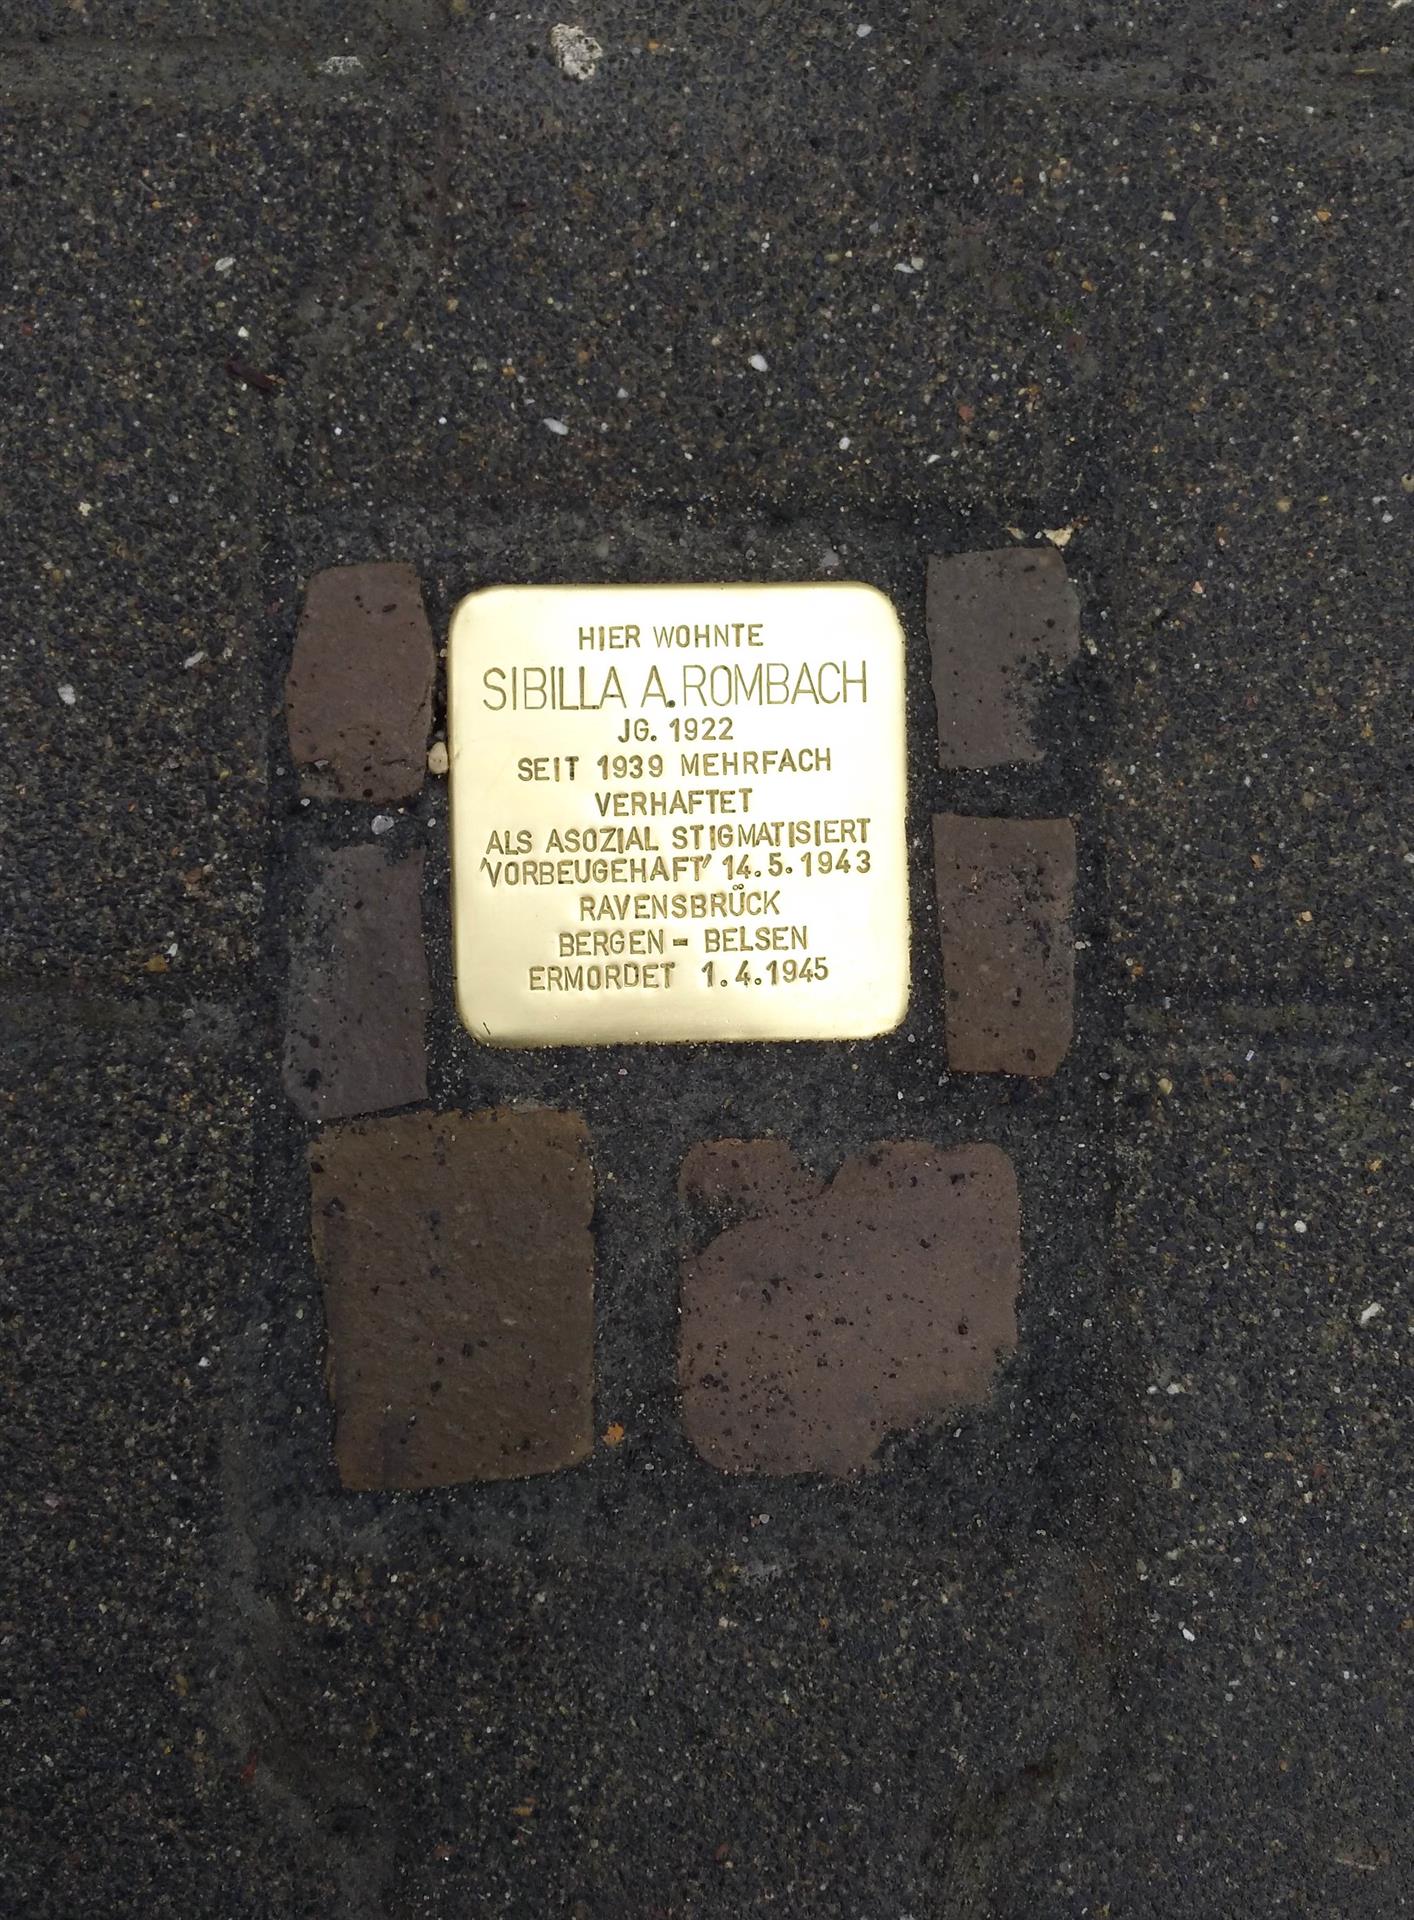 HIER WOHNTE
SIBILLA A. ROMBACH
JG. 1922
SEIT 1939 MEHRFACH
VERHAFTET
ALS ASOZIAL STIGMATISIERT
'VORBEUGEHAFT' 14.5.1943
RAVENSBRÜCK
BERGEN - BELSEN
ERMORDET 1.4.1945